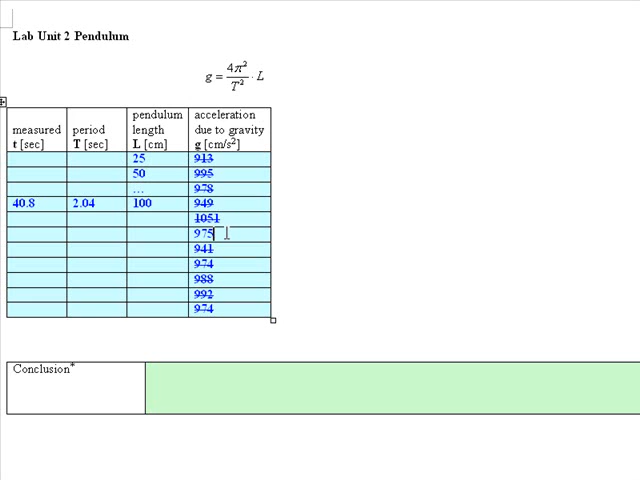 Lab Unit 2 Pendulum
g = 4π²/T² · L
measured t [sec] period T [sec] pendulum length L [cm] acceleration due to gravity g [cm/s²]
25 913
50 995
... 978
40.8 2.04 100 949
1051
975
941
974
988
992
974
Conclusion*